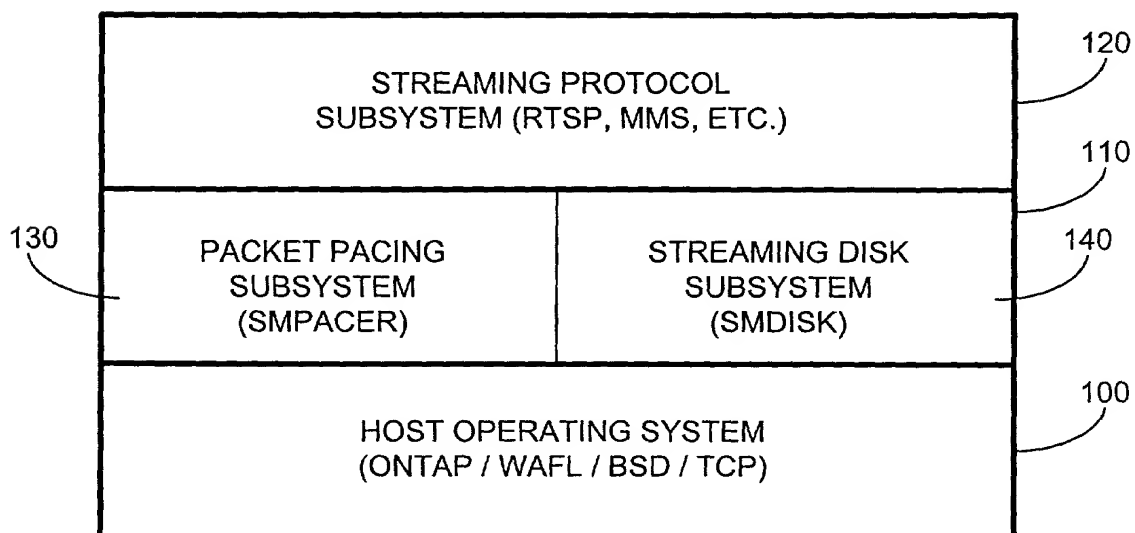 STREAMING PROTOCOL
SUBSYSTEM (RTSP, MMS, ETC.)
120
110
130
PACKET PACING
SUBSYSTEM
(SMPACER)
STREAMING DISK
SUBSYSTEM
(SMDISK)
140
HOST OPERATING SYSTEM
(ONTAP / WAFL / BSD / TCP)
100